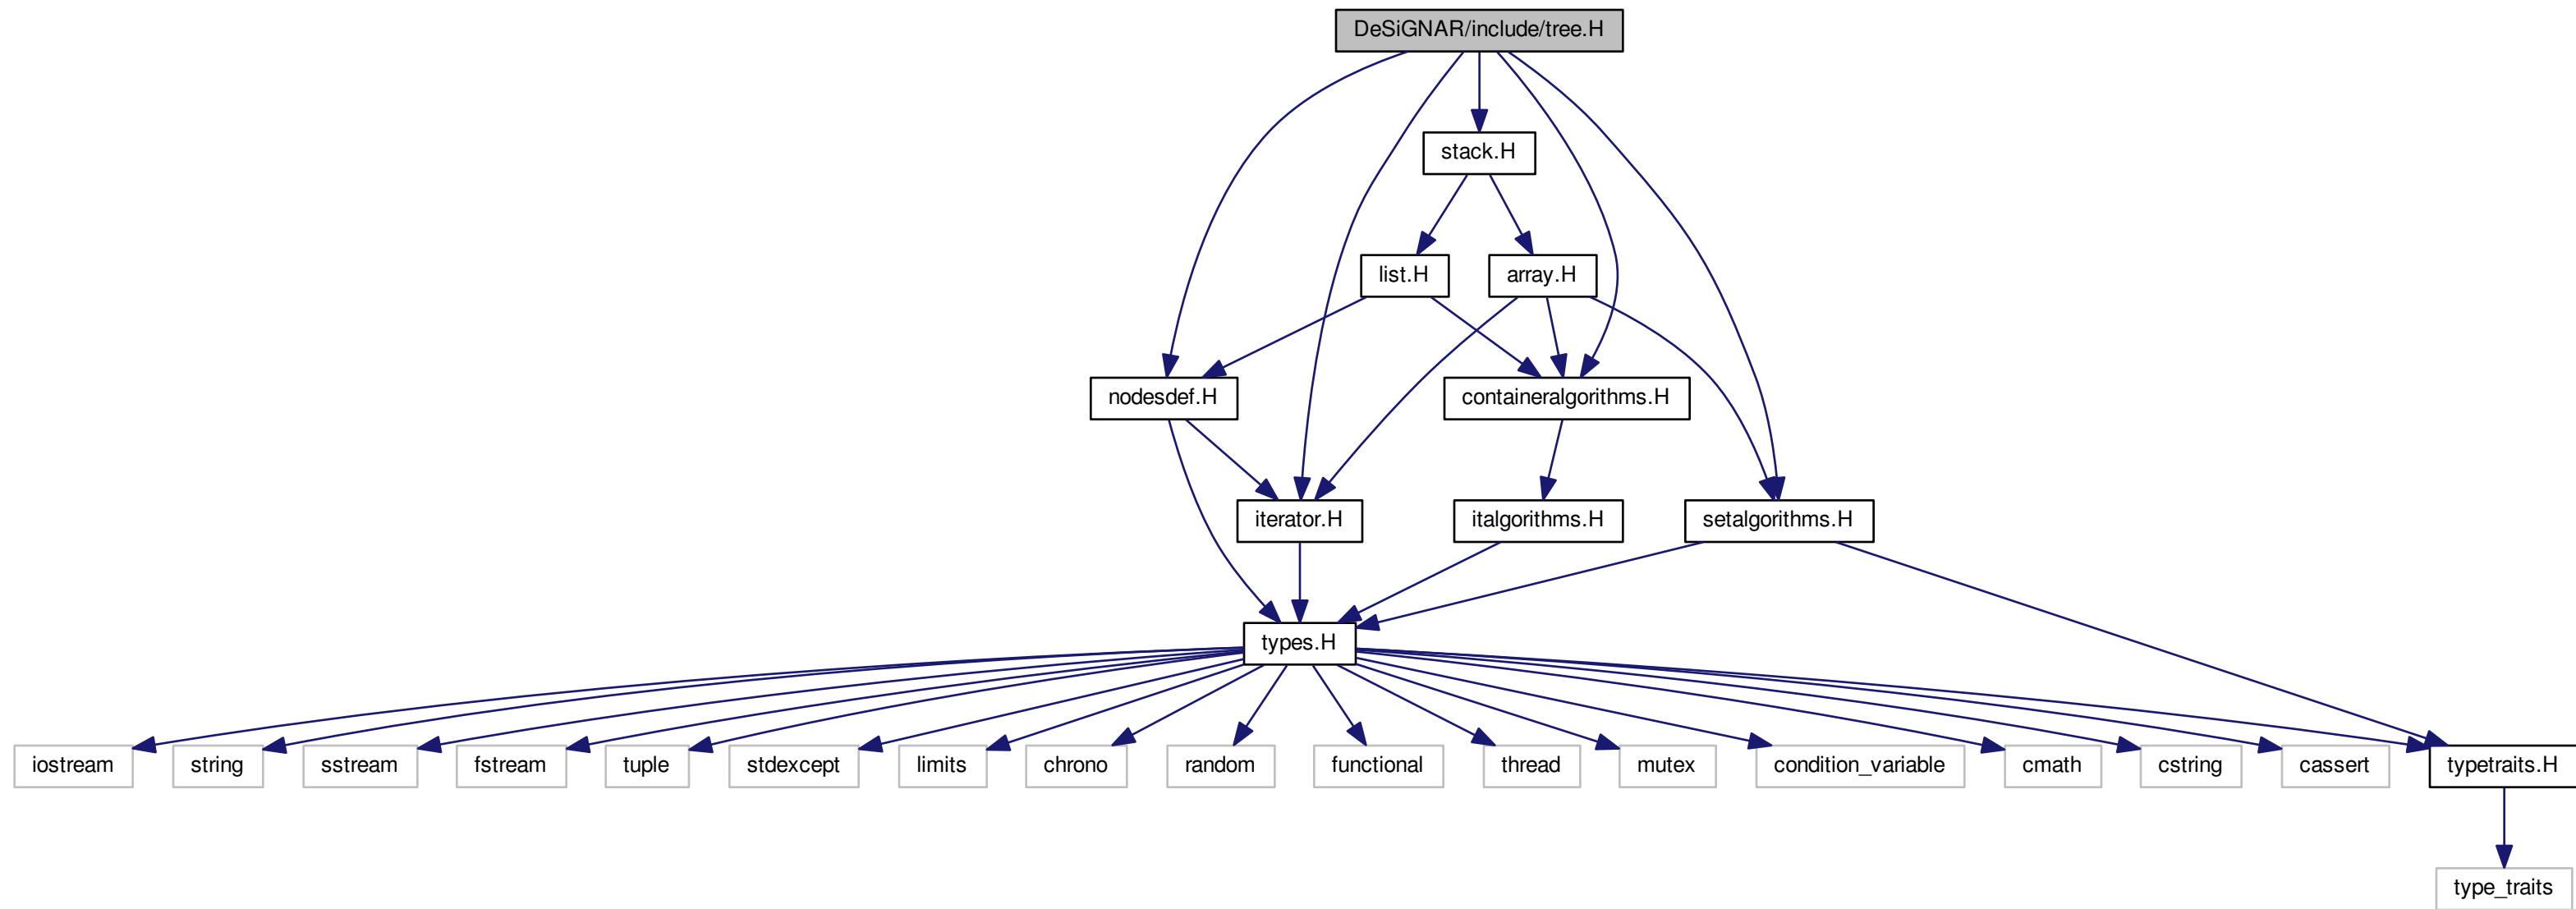 DeSiGNAR/include/tree.H
stack.H
list.H
array.H
nodesdef.H
containeralgorithms.H
iterator.H
italgorithms.H
setalgorithms.H
types.H
iostream
string
sstream
fstream
tuple
stdexcept
limits
chrono
random
functional
thread
mutex
condition_variable
cmath
cstring
cassert
typetraits.H
type_traits